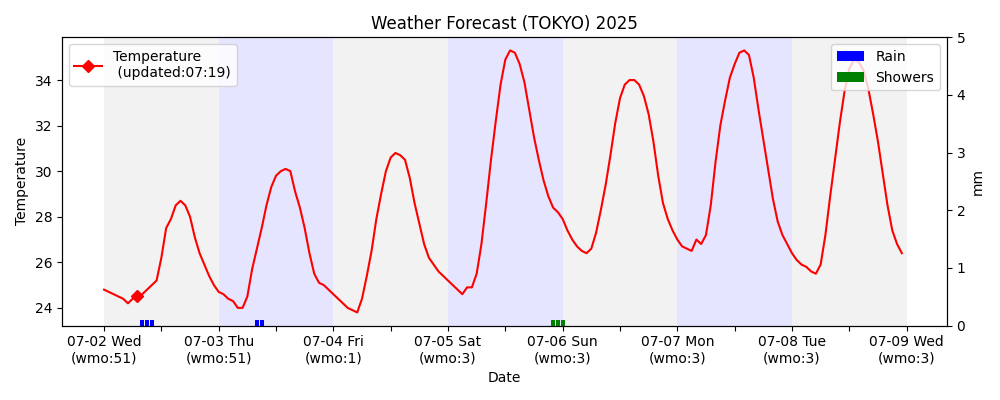 Weather Forecast (TOKYO) 2025
Temperature
(updated:07:19)
Rain
Showers
34
32
30
28
26
24
Temperature
5
4
3
2
1
0
mm
07-02 Wed
(wmo:51)
07-03 Thu
(wmo:51)
07-04 Fri
(wmo:1)
07-05 Sat
(wmo:3)
07-06 Sun
(wmo:3)
07-07 Mon
(wmo:3)
07-08 Tue
(wmo:3)
07-09 Wed
(wmo:3)
Date